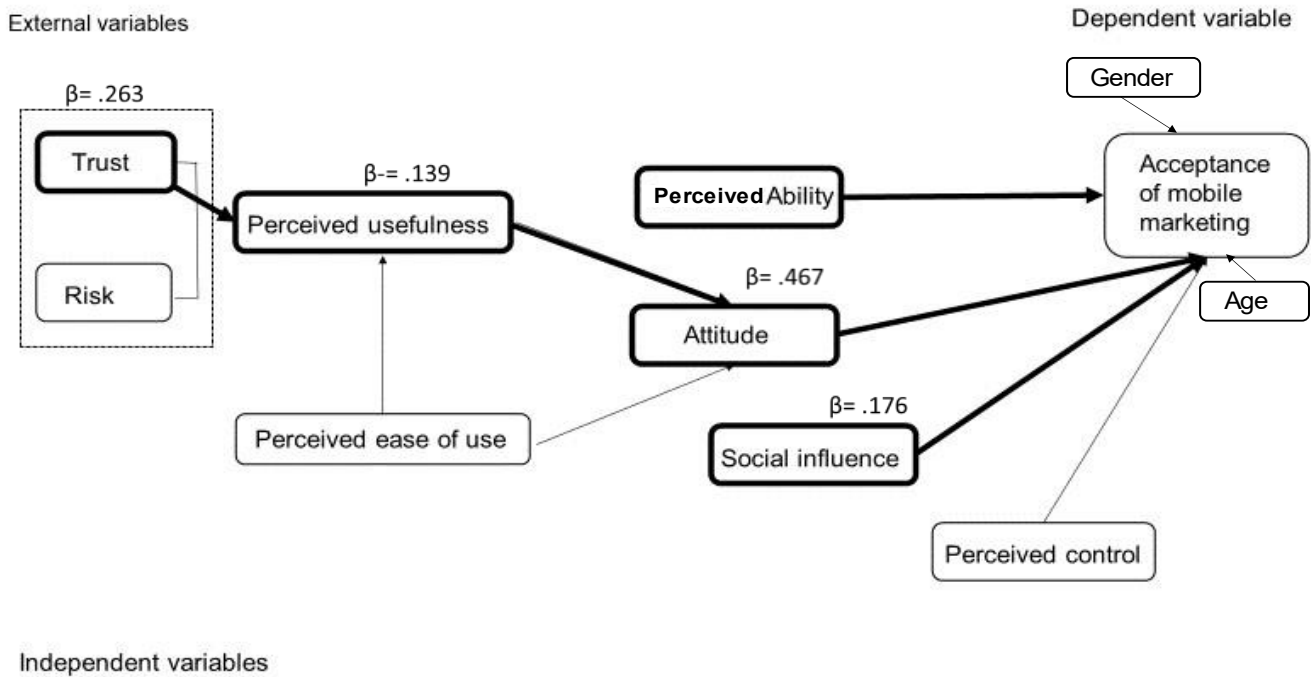 External variables
Dependent variable
Gender
β= .263
Trust
Acceptance
of mobile
marketing
β-= .139
Perceived Ability
Perceived usefulness
β= .467
Risk
Age
Attitude
β= .176
Perceived ease of use
Social influence
Perceived control
Independent variables